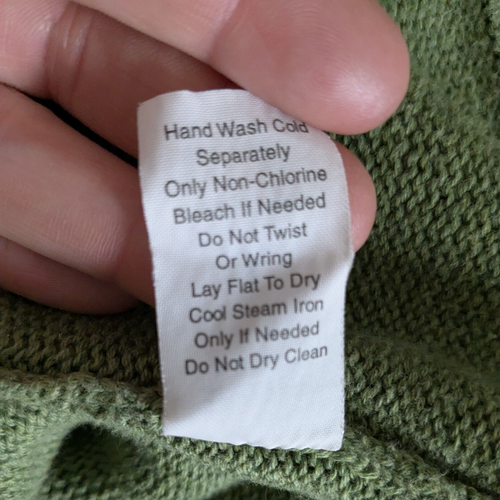 Hand Wash Cold
Separately
Only Non-Chlorine
Bleach If Needed
Do Not Twist
Or Wring
Lay Flat To Dry
Cool Steam Iron
Only If Needed
Do Not Dry Clean